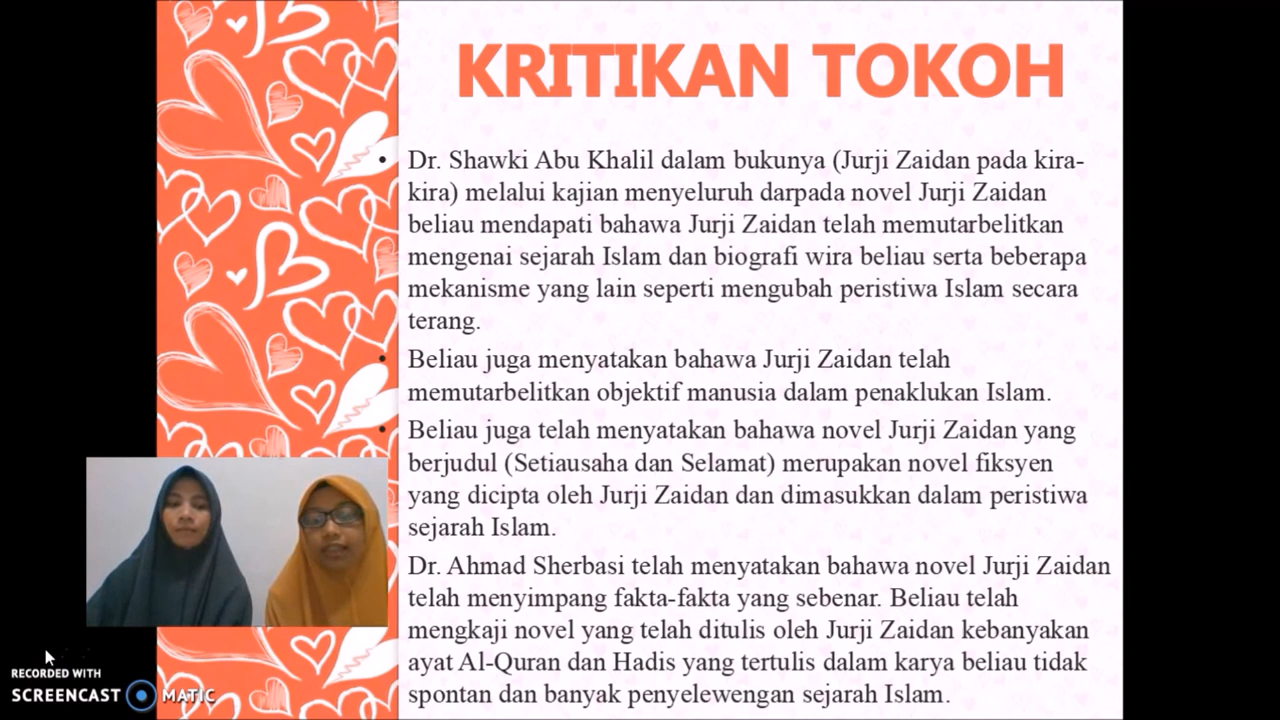 KRITIKAN TOKOH
• Dr. Shawki Abu Khalil dalam bukunya (Jurji Zaidan pada kira-
kira) melalui kajian menyeluruh darpada novel Jurji Zaidan
beliau mendapati bahawa Jurji Zaidan telah memutarbelitkan
mengenai sejarah Islam dan biografi wira beliau serta beberapa
mekanisme yang lain seperti mengubah peristiwa Islam secara
terang.
• Beliau juga menyatakan bahawa Jurji Zaidan telah
memutarbelitkan objektif manusia dalam penaklukan Islam.
• Beliau juga telah menyatakan bahawa novel Jurji Zaidan yang
berjudul (Setiausaha dan Selamat) merupakan novel fiksyen
yang dicipta oleh Jurji Zaidan dan dimasukkan dalam peristiwa
sejarah Islam.
Dr. Ahmad Sherbasi telah menyatakan bahawa novel Jurji Zaidan
telah menyimpang fakta-fakta yang sebenar. Beliau telah
mengkaji novel yang telah ditulis oleh Jurji Zaidan kebanyakan
ayat Al-Quran dan Hadis yang tertulis dalam karya beliau tidak
spontan dan banyak penyelewengan sejarah Islam.
RECORDED WITH
SCREENCAST MATIC